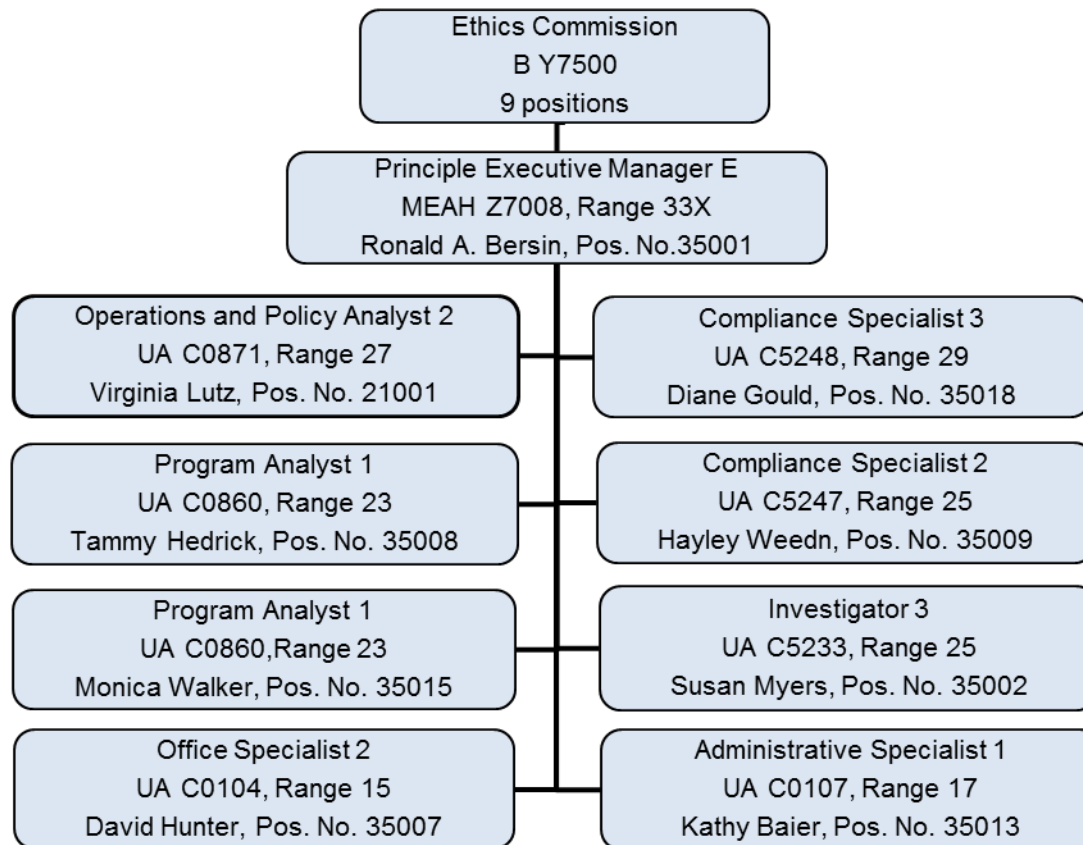 Ethics Commission
B Y7500
9 positions
Principle Executive Manager E
MEAH Z7008, Range 33X
Ronald A. Bersin, Pos. No.35001
Operations and Policy Analyst 2
UA C0871, Range 27
Virginia Lutz, Pos. No. 21001
Compliance Specialist 3
UA C5248, Range 29
Diane Gould, Pos. No. 35018
Program Analyst 1
UA C0860, Range 23
Tammy Hedrick, Pos. No. 35008
Compliance Specialist 2
UA C5247, Range 25
Hayley Weedn, Pos. No. 35009
Program Analyst 1
UA C0860,Range 23
Monica Walker, Pos. No. 35015
Investigator 3
UA C5233, Range 25
Susan Myers, Pos. No. 35002
Office Specialist 2
UA C0104, Range 15
David Hunter, Pos. No. 35007
Administrative Specialist 1
UA C0107, Range 17
Kathy Baier, Pos. No. 35013